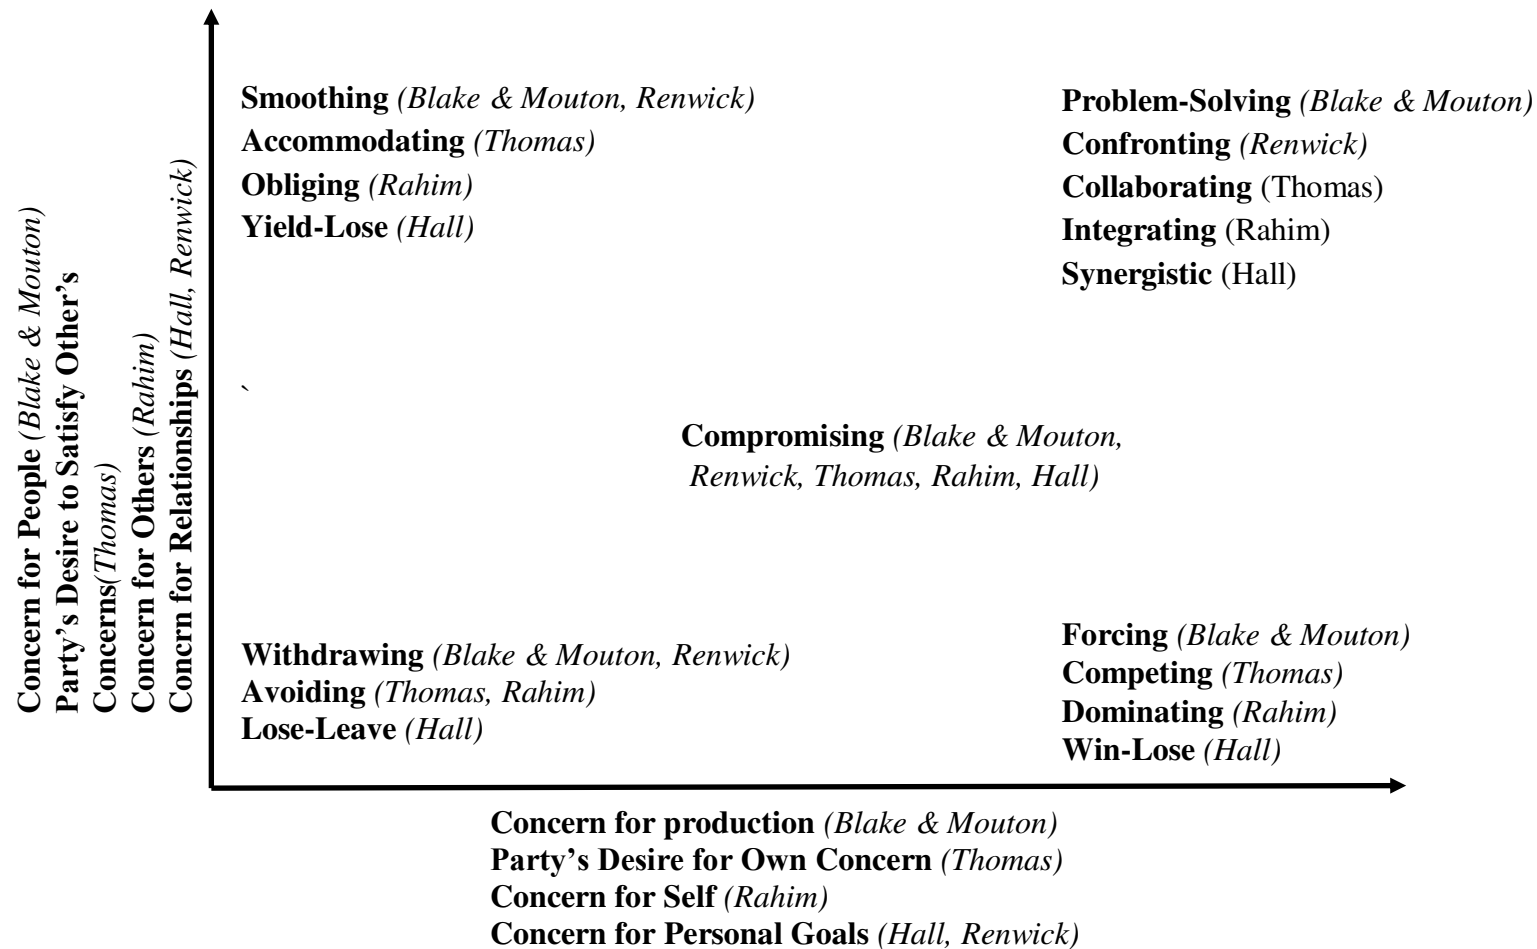 Smoothing (Blake & Mouton, Renwick)
Accommodating (Thomas)
Obliging (Rahim)
Yield-Lose (Hall)
Problem-Solving (Blake & Mouton)
Confronting (Renwick)
Collaborating (Thomas)
Integrating (Rahim)
Synergistic (Hall)
Concern for People (Blake & Mouton)
Party’s Desire to Satisfy Other’s
Concerns(Thomas)
Concern for Others (Rahim)
Concrn for Relationships (Hall, Renwick)
`
Compromising (Blake & Mouton,
Renwick, Thomas, Rahim, Hall)
Withdrawing (Blake & Mouton, Renwick)
Avoiding (Thomas, Rahim)
Lose-Leave (Hall)
Forcing (Blake & Mouton)
Competing (Thomas)
Dominating (Rahim)
Win-Lose (Hall)
Concern for production (Blake & Mouton)
Party’s Desire for Own Concern (Thomas)
Concern for Self (Rahim)
Concern for Personal Goals (Hall, Renwick)